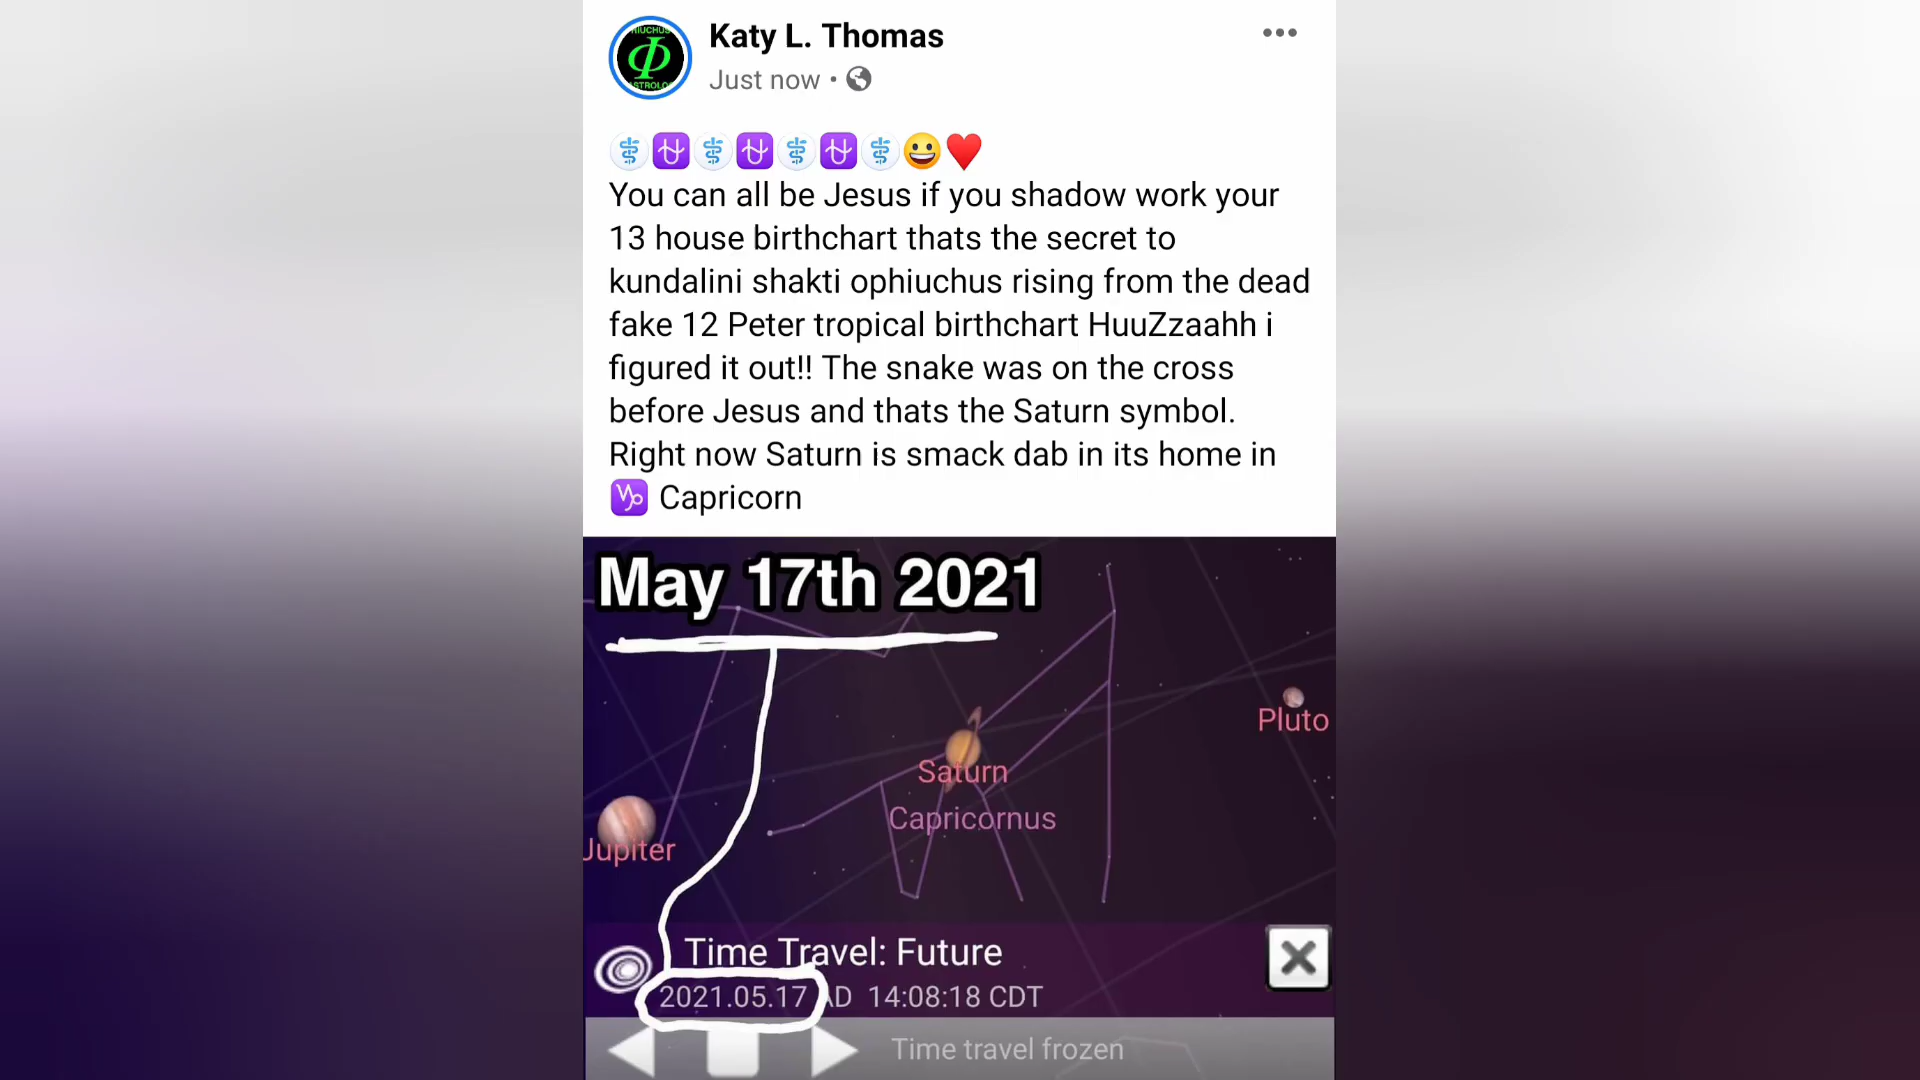 Katy L. Thomas
Just now •
⚕️⛎⚕️⛎⚕️⛎⚕️😀❤️
You can all be Jesus if you shadow work your
13 house birthchart thats the secret to
kundalini shakti ophiuchus rising from the dead
fake 12 Peter tropical birthchart HuuZzaahh i
figured it out!! The snake was on the cross
before Jesus and thats the Saturn symbol.
Right now Saturn is smack dab in its home in
♑ Capricorn
May 17th 2021
Pluto
Saturn
Capricornus
Jupiter
Time Travel: Future
2021.05.17 AD 14:08:18 CDT
Time travel frozen